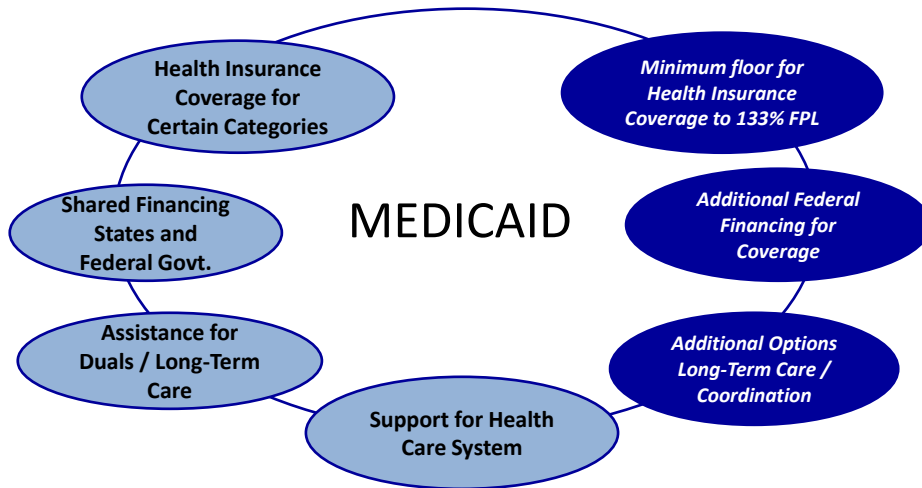 Health Insurance
Coverage for
Certain Categories
Minimum floor for
Health Insurance
Coverage to 133% FPL
Shared Financing
States and
Federal Govt.
MEDICAID
Additional Federal
Financing for
Coverage
Assistance for
Duals / Long-Term
Care
Additional Options
Long-Term Care /
Coordination
Support for Health
Care System